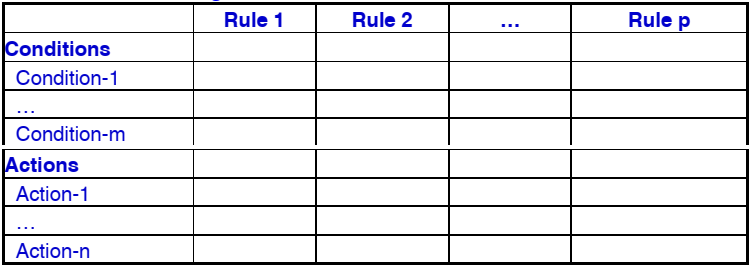 Rule 1 Rule 2 … Rule p
Conditions
Condition-1
…
Condition-m
Actions
Action-1
…
Action-n